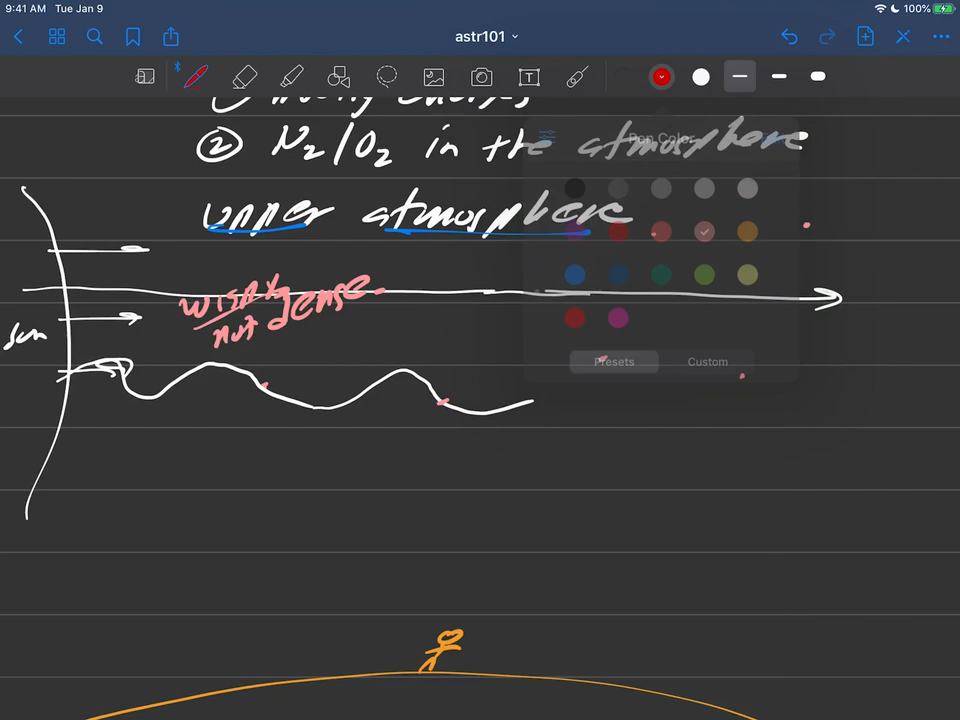 9:41 AM Tue Jan 9
100%
astr101
② N2/O2 in the atmosphere
Pen Color
upper atmosphere
wispy
not dense.
Sun
Presets
Custom